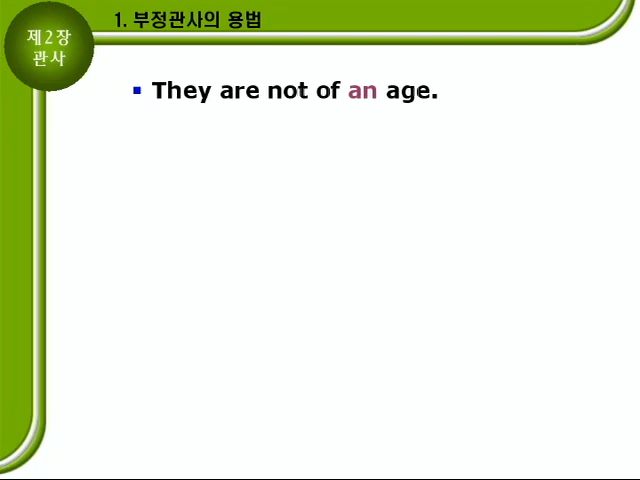 제2장
관사
1. 부정관사의 용법
▪ They are not of an age.